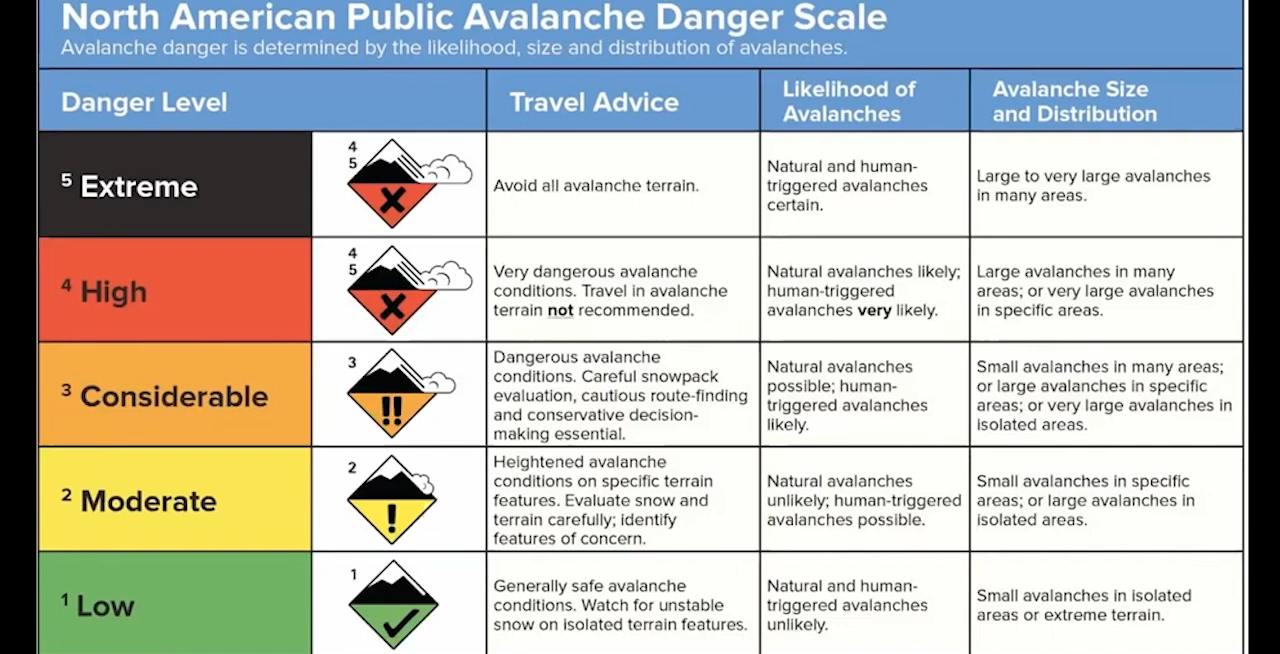 North American Public Avalanche Danger Scale
Avalanche danger is determined by the likelihood, size and distribution of avalanches.
Danger Level
Travel Advice
Likelihood of
Avalanches
Avalanche Size
and Distribution
5 Extreme
4
5
Avoid all avalanche terrain.
Natural and human-
triggered avalanches
certain.
Large to very large avalanches
in many areas.
4 High
4
5
Very dangerous avalanche
conditions. Travel in avalanche
terrain not recommended.
Natural avalanches likely;
human-triggered
avalanches very likely.
Large avalanches in many
areas; or very large avalanches
in specific areas.
3 Considerable
3
Dangerous avalanche
conditions. Careful snowpack
evaluation, cautious route-finding
and conservative decision-
making essential.
Natural avalanches
possible; human-
triggered avalanches
likely.
Small avalanches in many areas;
or large avalanches in specific
areas; or very large avalanches in
isolated areas.
2 Moderate
2
Heightened avalanche
conditions on specific terrain
features. Evaluate snow and
terrain carefully; identify
features of concern.
Natural avalanches
unlikely; human-triggered
avalanches possible.
Small avalanches in specific
areas; or large avalanches in
isolated areas.
1 Low
1
Generally safe avalanche
conditions. Watch for unstable
snow on isolated terrain features.
Natural and human-
triggered avalanches
unlikely.
Small avalanches in isolated
areas or extreme terrain.